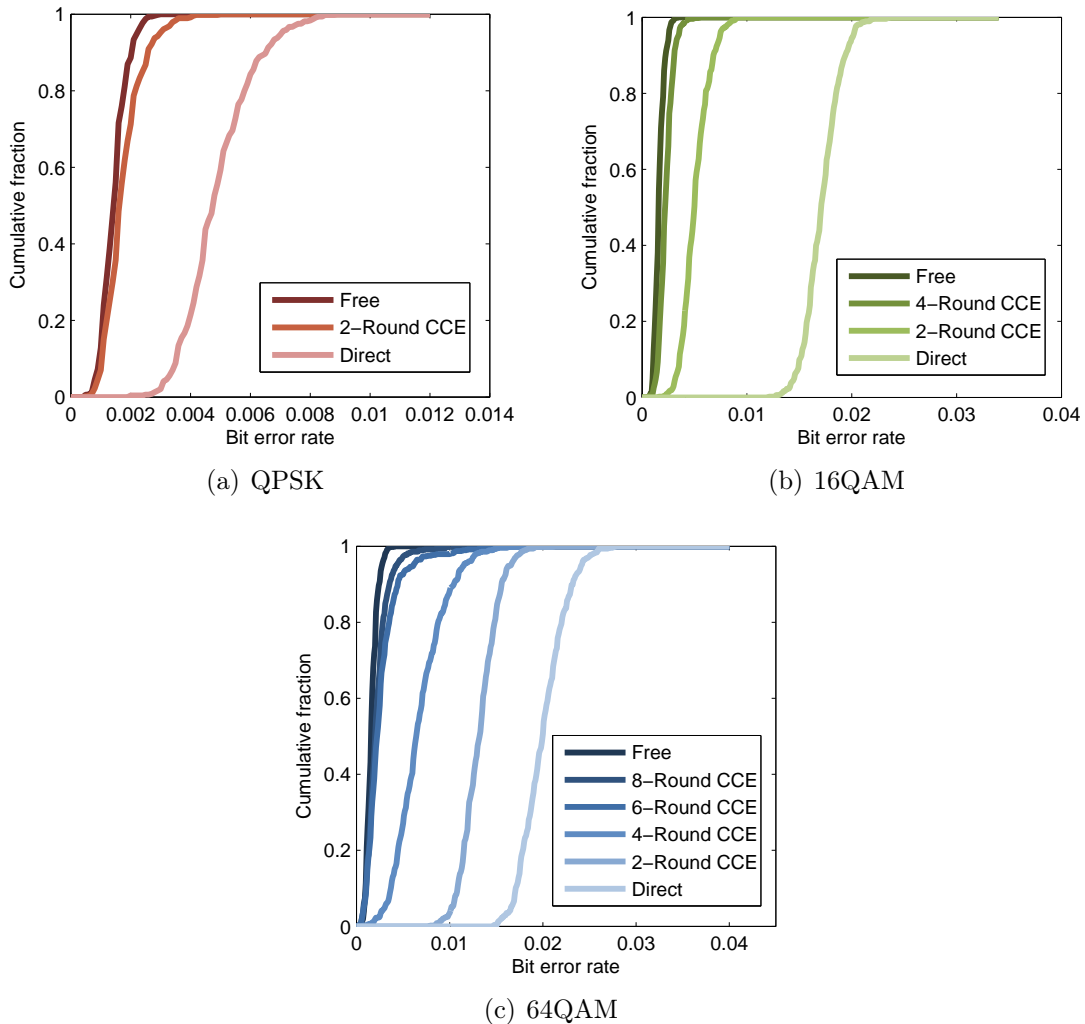 1
0.8
0.6
0.4
0.2
0
Cumulative fraction
Free
2−Round CCE
Direct
0 0.002 0.004 0.006 0.008 0.01 0.012 0.014
Bit error rate
(a) QPSK
1
0.8
0.6
0.4
0.2
0
Cumulative fraction
Free
4−Round CCE
2−Round CCE
Direct
0 0.01 0.02 0.03 0.04
Bit error rate
(b) 16QAM
1
0.8
0.6
0.4
0.2
0
Cumulative fraction
Free
8−Round CCE
6−Round CCE
4−Round CCE
2−Round CCE
Direct
0 0.01 0.02 0.03 0.04
Bit error rate
(c) 64QAM